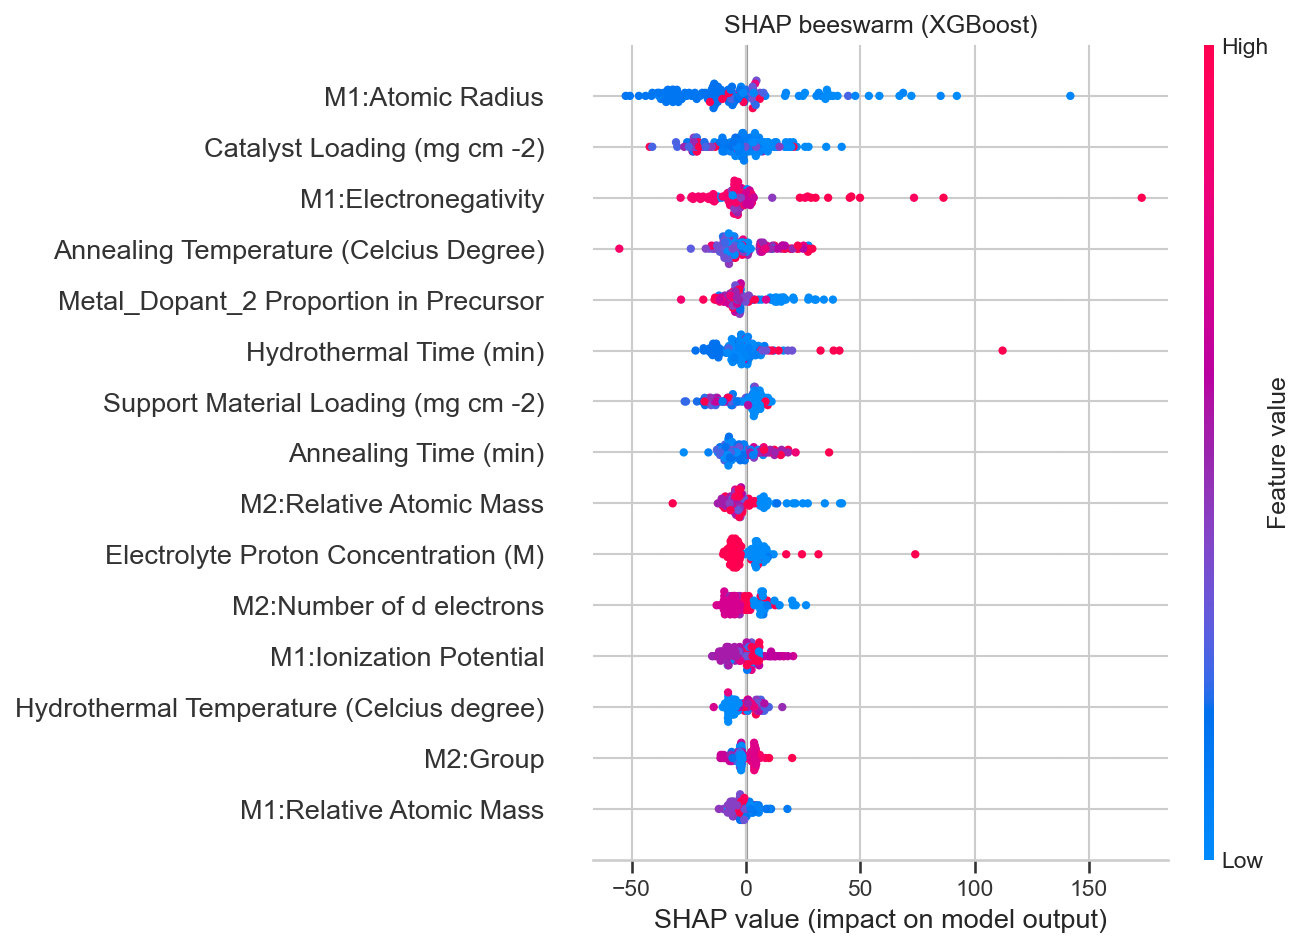 SHAP beeswarm (XGBoost)
High
M1:Atomic Radius
Catalyst Loading (mg cm -2)
M1:Electronegativity
Annealing Temperature (Celcius Degree)
Metal_Dopant_2 Proportion in Precursor
Hydrothermal Time (min)
Support Material Loading (mg cm -2)
Annealing Time (min)
M2:Relative Atomic Mass
Electrolyte Proton Concentration (M)
M2:Number of d electrons
M1:Ionization Potential
Hydrothermal Temperature (Celcius degree)
M2:Group
M1:Relative Atomic Mass
Feature value
Low
−50 0 50 100 150
SHAP value (impact on model output)